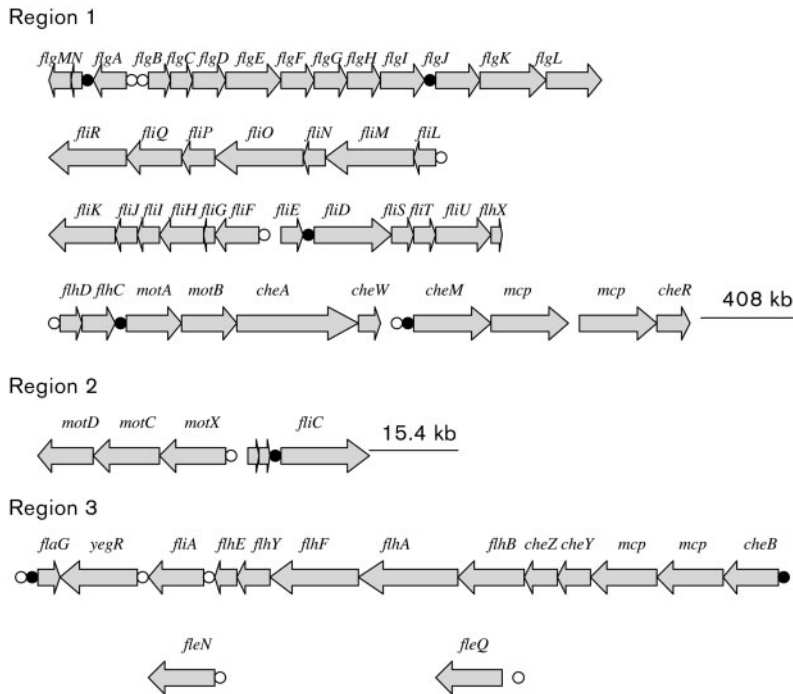 Region 1
flgMN flgA flgB flgC flgD flgE flgF flgG flgH flgI flgJ flgK flgL
fliR fliQ fliP fliO fliN fliM fliL
fliK fliJ fliI fliH fliG fliF fliE fliD fliS fliT fliU flhX
flhD flhC motA motB cheA cheW cheM mcp mcp cheR 408 kb
Region 2
motD motC motX fliC 15.4 kb
Region 3
flaG yegR fliA flhE flhY flhF flhA flhB cheZ cheY mcp mcp cheB
fleN fleQ